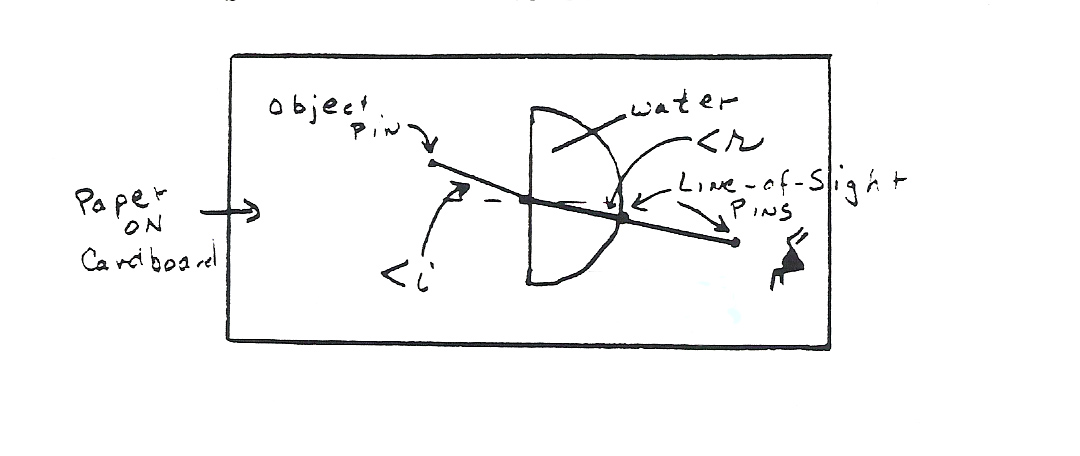 Object
PIN
water
<r
Line-of-Sight
PINS
Paper
ON
Cardboard
<i